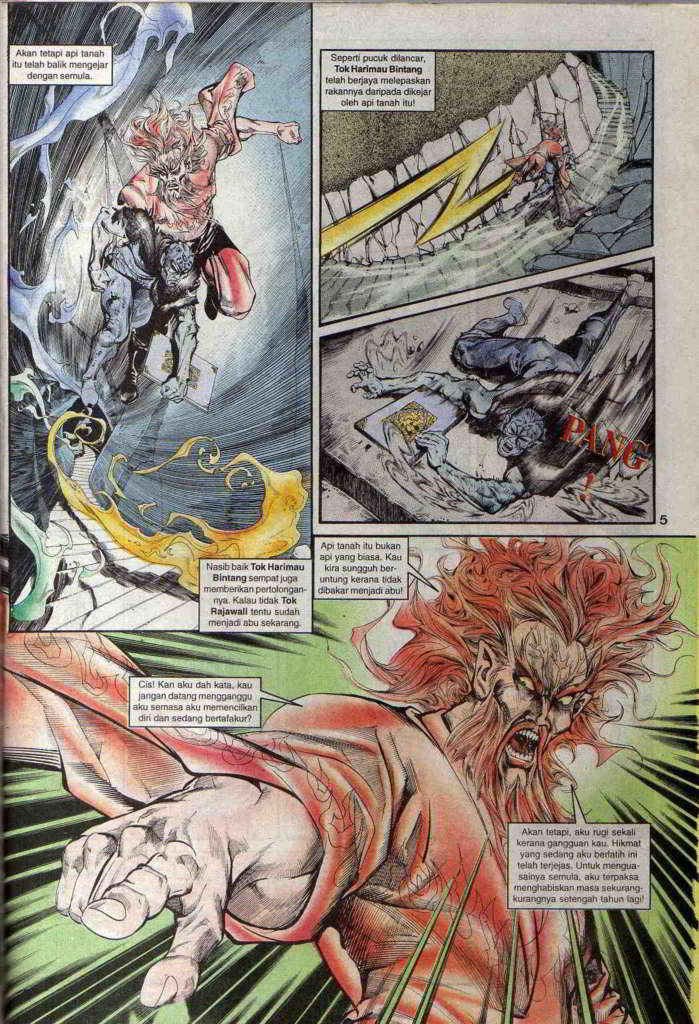 Akan tetapi api tanah
itu telah balik mengejar
dengan semula.
Seperti pucuk dilancar,
Tok Harimau Bintang
telah berjaya melepaskan
rakannya daripada dikejar
oleh api tanah itu!
PANG
!
5
Nasib baik Tok Harimau
Bintang sempat juga
memberikan pertolongan-
nya. Kalau tidak Tok
Rajawali tentu sudah
menjadi abu sekarang.
Api tanah itu bukan
api yang biasa. Kau
kira sungguh ber-
untung kerana tidak
dibakar menjadi abu!
Cis! Kan aku dah kata, kau
jangan datang mengganggu
aku semasa aku memencilkan
diri dan sedang bertafakur?
Akan tetapi, aku rugi sekali
kerana gangguan kau. Hikmat
yang sedang aku berlatih ini
telah terjejas. Untuk mengua-
sainya semula, aku terpaksa
menghabiskan masa sekurang-
kurangnya setengah tahun lagi!